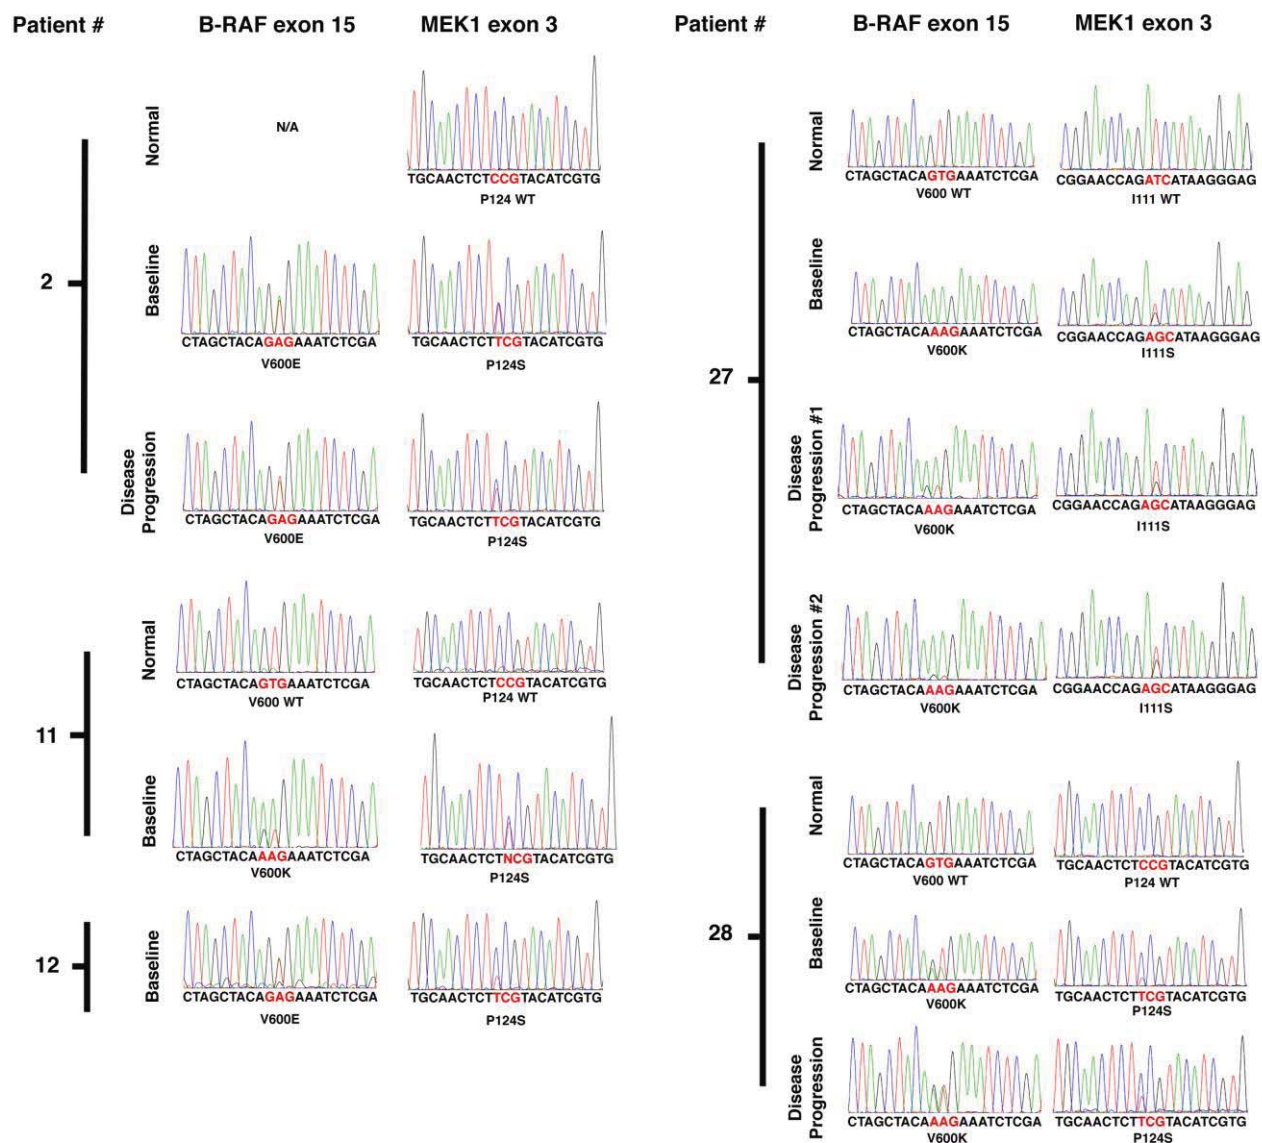 Patient # B-RAF exon 15 MEK1 exon 3
2
Normal
N/A
TGCAACTCTCCGTACATCGTG
P124 WT
Baseline
CTAGCTACAGAGAAATCTCGA
V600E
TGCAACTCTTCGTACATCGTG
P124S
Disease
Progression
CTAGCTACAGAGAAATCTCGA
V600E
TGCAACTCTTCGTACATCGTG
P124S
11
Normal
CTAGCTACAGTGAAATCTCGA
V600 WT
TGCAACTCTCCGTACATCGTG
P124 WT
Baseline
CTAGCTACAAAGAAATCTCGA
V600K
TGCAACTCTNCGTACATCGTG
P124S
12
Baseline
CTAGCTACAGAGAAATCTCGA
V600E
TGCAACTCTTCGTACATCGTG
P124S
Patient # B-RAF exon 15 MEK1 exon 3
27
Normal
CTAGCTACAGTGAAATCTCGA
V600 WT
CGGAACCAGATCATAAGGGAG
I111 WT
Baseline
CTAGCTACAAAGAAATCTCGA
V600K
CGGAACCAGAGCATAAGGGAG
I111S
Disease
Progression #1
CTAGCTACAAAGAAATCTCGA
V600K
CGGAACCAGAGCATAAGGGAG
I111S
Disease
Progression #2
CTAGCTACAAAGAAATCTCGA
V600K
CGGAACCAGAGCATAAGGGAG
I111S
28
Normal
CTAGCTACAGTGAAATCTCGA
V600 WT
TGCAACTCTCCGTACATCGTG
P124 WT
Baseline
CTAGCTACAAAGAAATCTCGA
V600K
TGCAACTCTTCGTACATCGTG
P124S
Disease
Progression
CTAGCTACAAAGAAATCTCGA
V600K
TGCAACTCTTCGTACATCGTG
P124S